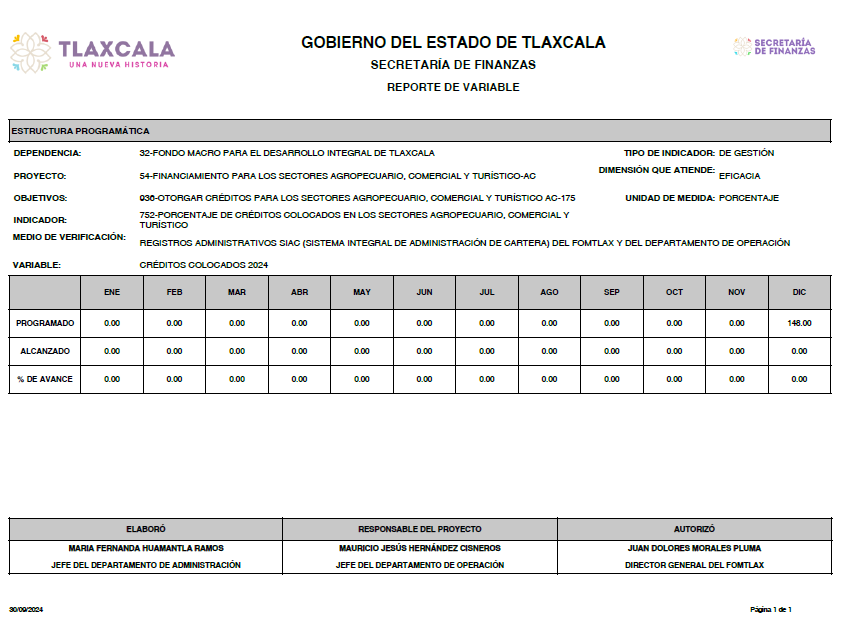 TLAXCALA
UNA NUEVA HISTORIA
GOBIERNO DEL ESTADO DE TLAXCALA
SECRETARÍA DE FINANZAS
REPORTE DE VARIABLE
SECRETARÍA
DE FINANZAS
ESTRUCTURA PROGRAMÁTICA
DEPENDENCIA: 32-FONDO MACRO PARA EL DESARROLLO INTEGRAL DE TLAXCALA TIPO DE INDICADOR: DE GESTIÓN
PROYECTO: 54-FINANCIAMIENTO PARA LOS SECTORES AGROPECUARIO, COMERCIAL Y TURÍSTICO-AC DIMENSIÓN QUE ATIENDE: EFICACIA
OBJETIVOS: 936-OTORGAR CRÉDITOS PARA LOS SECTORES AGROPECUARIO, COMERCIAL Y TURÍSTICO AC-175 UNIDAD DE MEDIDA: PORCENTAJE
INDICADOR: 752-PORCENTAJE DE CRÉDITOS COLOCADOS EN LOS SECTORES AGROPECUARIO, COMERCIAL Y
TURÍSTICO
MEDIO DE VERIFICACIÓN: REGISTROS ADMINISTRATIVOS SIAC (SISTEMA INTEGRAL DE ADMINISTRACIÓN DE CARTERA) DEL FOMTLAX Y DEL DEPARTAMENTO DE OPERACIÓN
VARIABLE: CRÉDITOS COLOCADOS 2024
ENE FEB MAR ABR MAY JUN JUL AGO SEP OCT NOV DIC
PROGRAMADO 0.00 0.00 0.00 0.00 0.00 0.00 0.00 0.00 0.00 0.00 0.00 148.00
ALCANZADO 0.00 0.00 0.00 0.00 0.00 0.00 0.00 0.00 0.00 0.00 0.00 0.00
% DE AVANCE 0.00 0.00 0.00 0.00 0.00 0.00 0.00 0.00 0.00 0.00 0.00 0.00
ELABORÓ RESPONSABLE DEL PROYECTO AUTORIZÓ
MARIA FERNANDA HUAMANTLA RAMOS MAURICIO JESÚS HERNÁNDEZ CISNEROS JUAN DOLORES MORALES PLUMA
JEFE DEL DEPARTAMENTO DE ADMINISTRACIÓN JEFE DEL DEPARTAMENTO DE OPERACIÓN DIRECTOR GENERAL DEL FOMTLAX
30/09/2024 Página 1 de 1